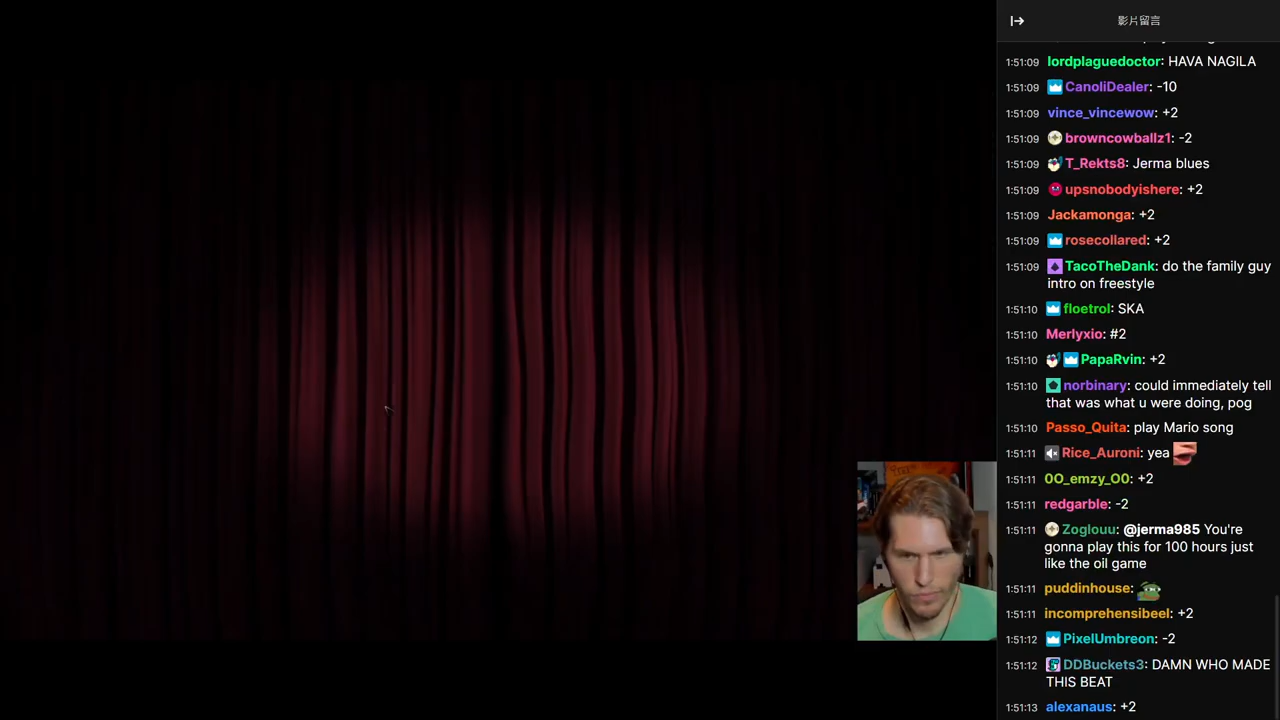 影片留言
1:51:09 lordplaguedoctor: HAVA NAGILA
1:51:09 CanoliDealer: -10
1:51:09 vince_vincewow: +2
1:51:09 browncowballz1: -2
1:51:09 T_Rekts8: Jerma blues
1:51:09 upsnobodyishere: +2
1:51:09 Jackamonga: +2
1:51:09 rosecollared: +2
1:51:09 TacoTheDank: do the family guy
intro on freestyle
1:51:10 floetrol: SKA
1:51:10 Merlyxio: #2
1:51:10 PapaRvin: +2
1:51:10 norbinary: could immediately tell
that was what u were doing, pog
1:51:10 Passo_Quita: play Mario song
1:51:11 Rice_Auroni: yea
1:51:11 0O_emzy_O0: +2
1:51:11 redgarble: -2
1:51:11 Zoglouu: @jerma985 You're
gonna play this for 100 hours just
like the oil game
1:51:11 puddinhouse:
1:51:11 incomprehensibeel: +2
1:51:12 PixelUmbreon: -2
1:51:12 DDBuckets3: DAMN WHO MADE
THIS BEAT
1:51:13 alexanaus: +2